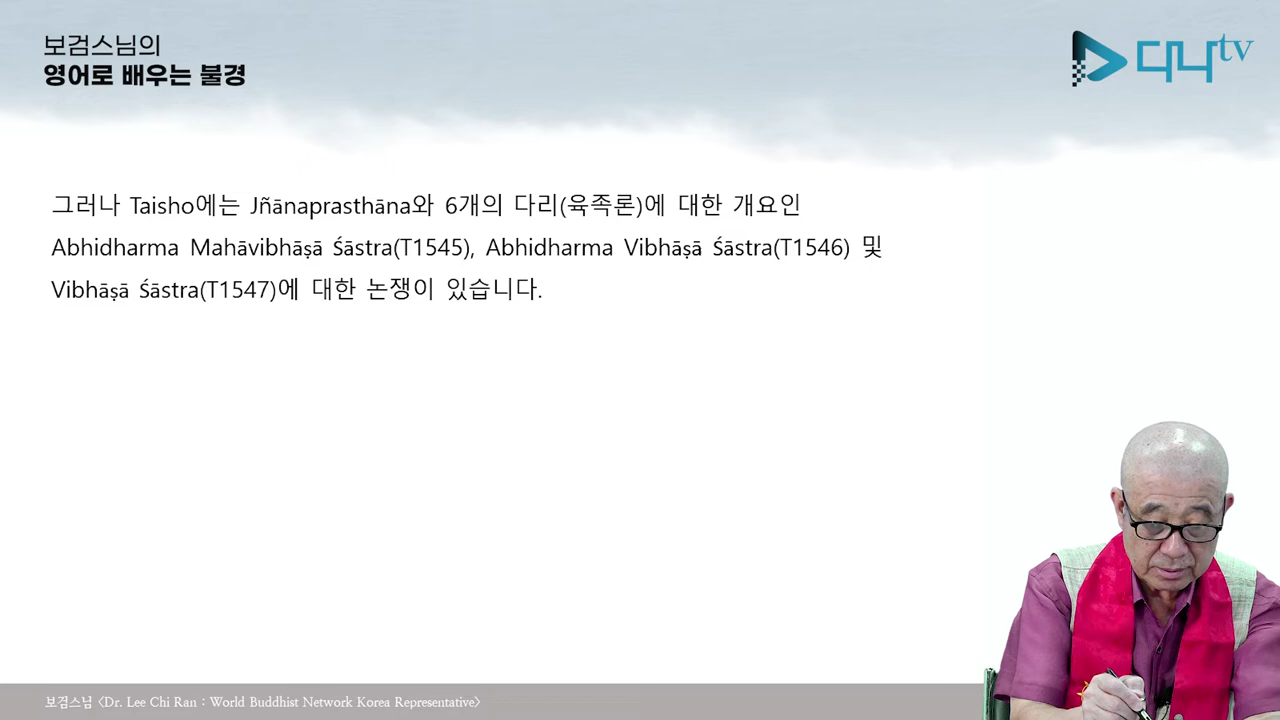 보검스님의
영어로 배우는 불경
디나tv
그러나 Taisho에는 Jñānaprasthāna와 6개의 다리(육족론)에 대한 개요인
Abhidharma Mahāvibhāṣā Śāstra(T1545), Abhidharma Vibhāṣā Śāstra(T1546) 및
Vibhāṣā śāstra(T1547)에 대한 논쟁이 있습니다.
보검스님 <Dr. Lee Chi Ran : World Buddhist Network Korea Representative>